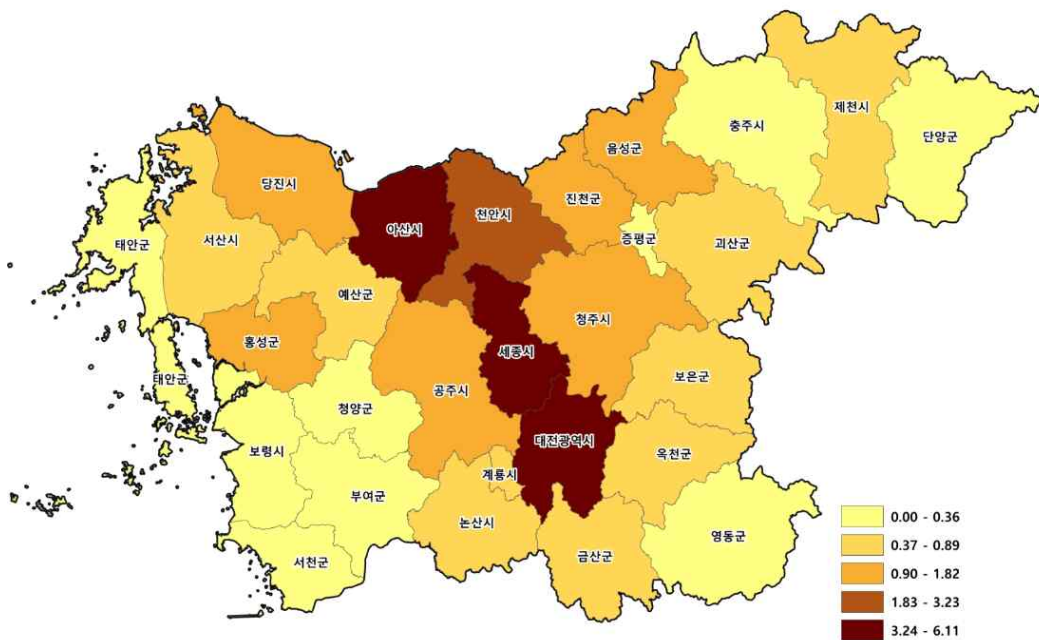 제천시
충주시
단양군
음성군
당진시
진천군
천안시
아산시
증평군
서산시
태안군
괴산군
예산군
청주시
홍성군
세종시
태안군
보은군
공주시
청양군
대전광역시
보령시
옥천군
계룡시
부여군
논산시
영동군
금산군
서천군
0.00 - 0.36
0.37 - 0.89
0.90 - 1.82
1.83 - 3.23
3.24 - 6.11